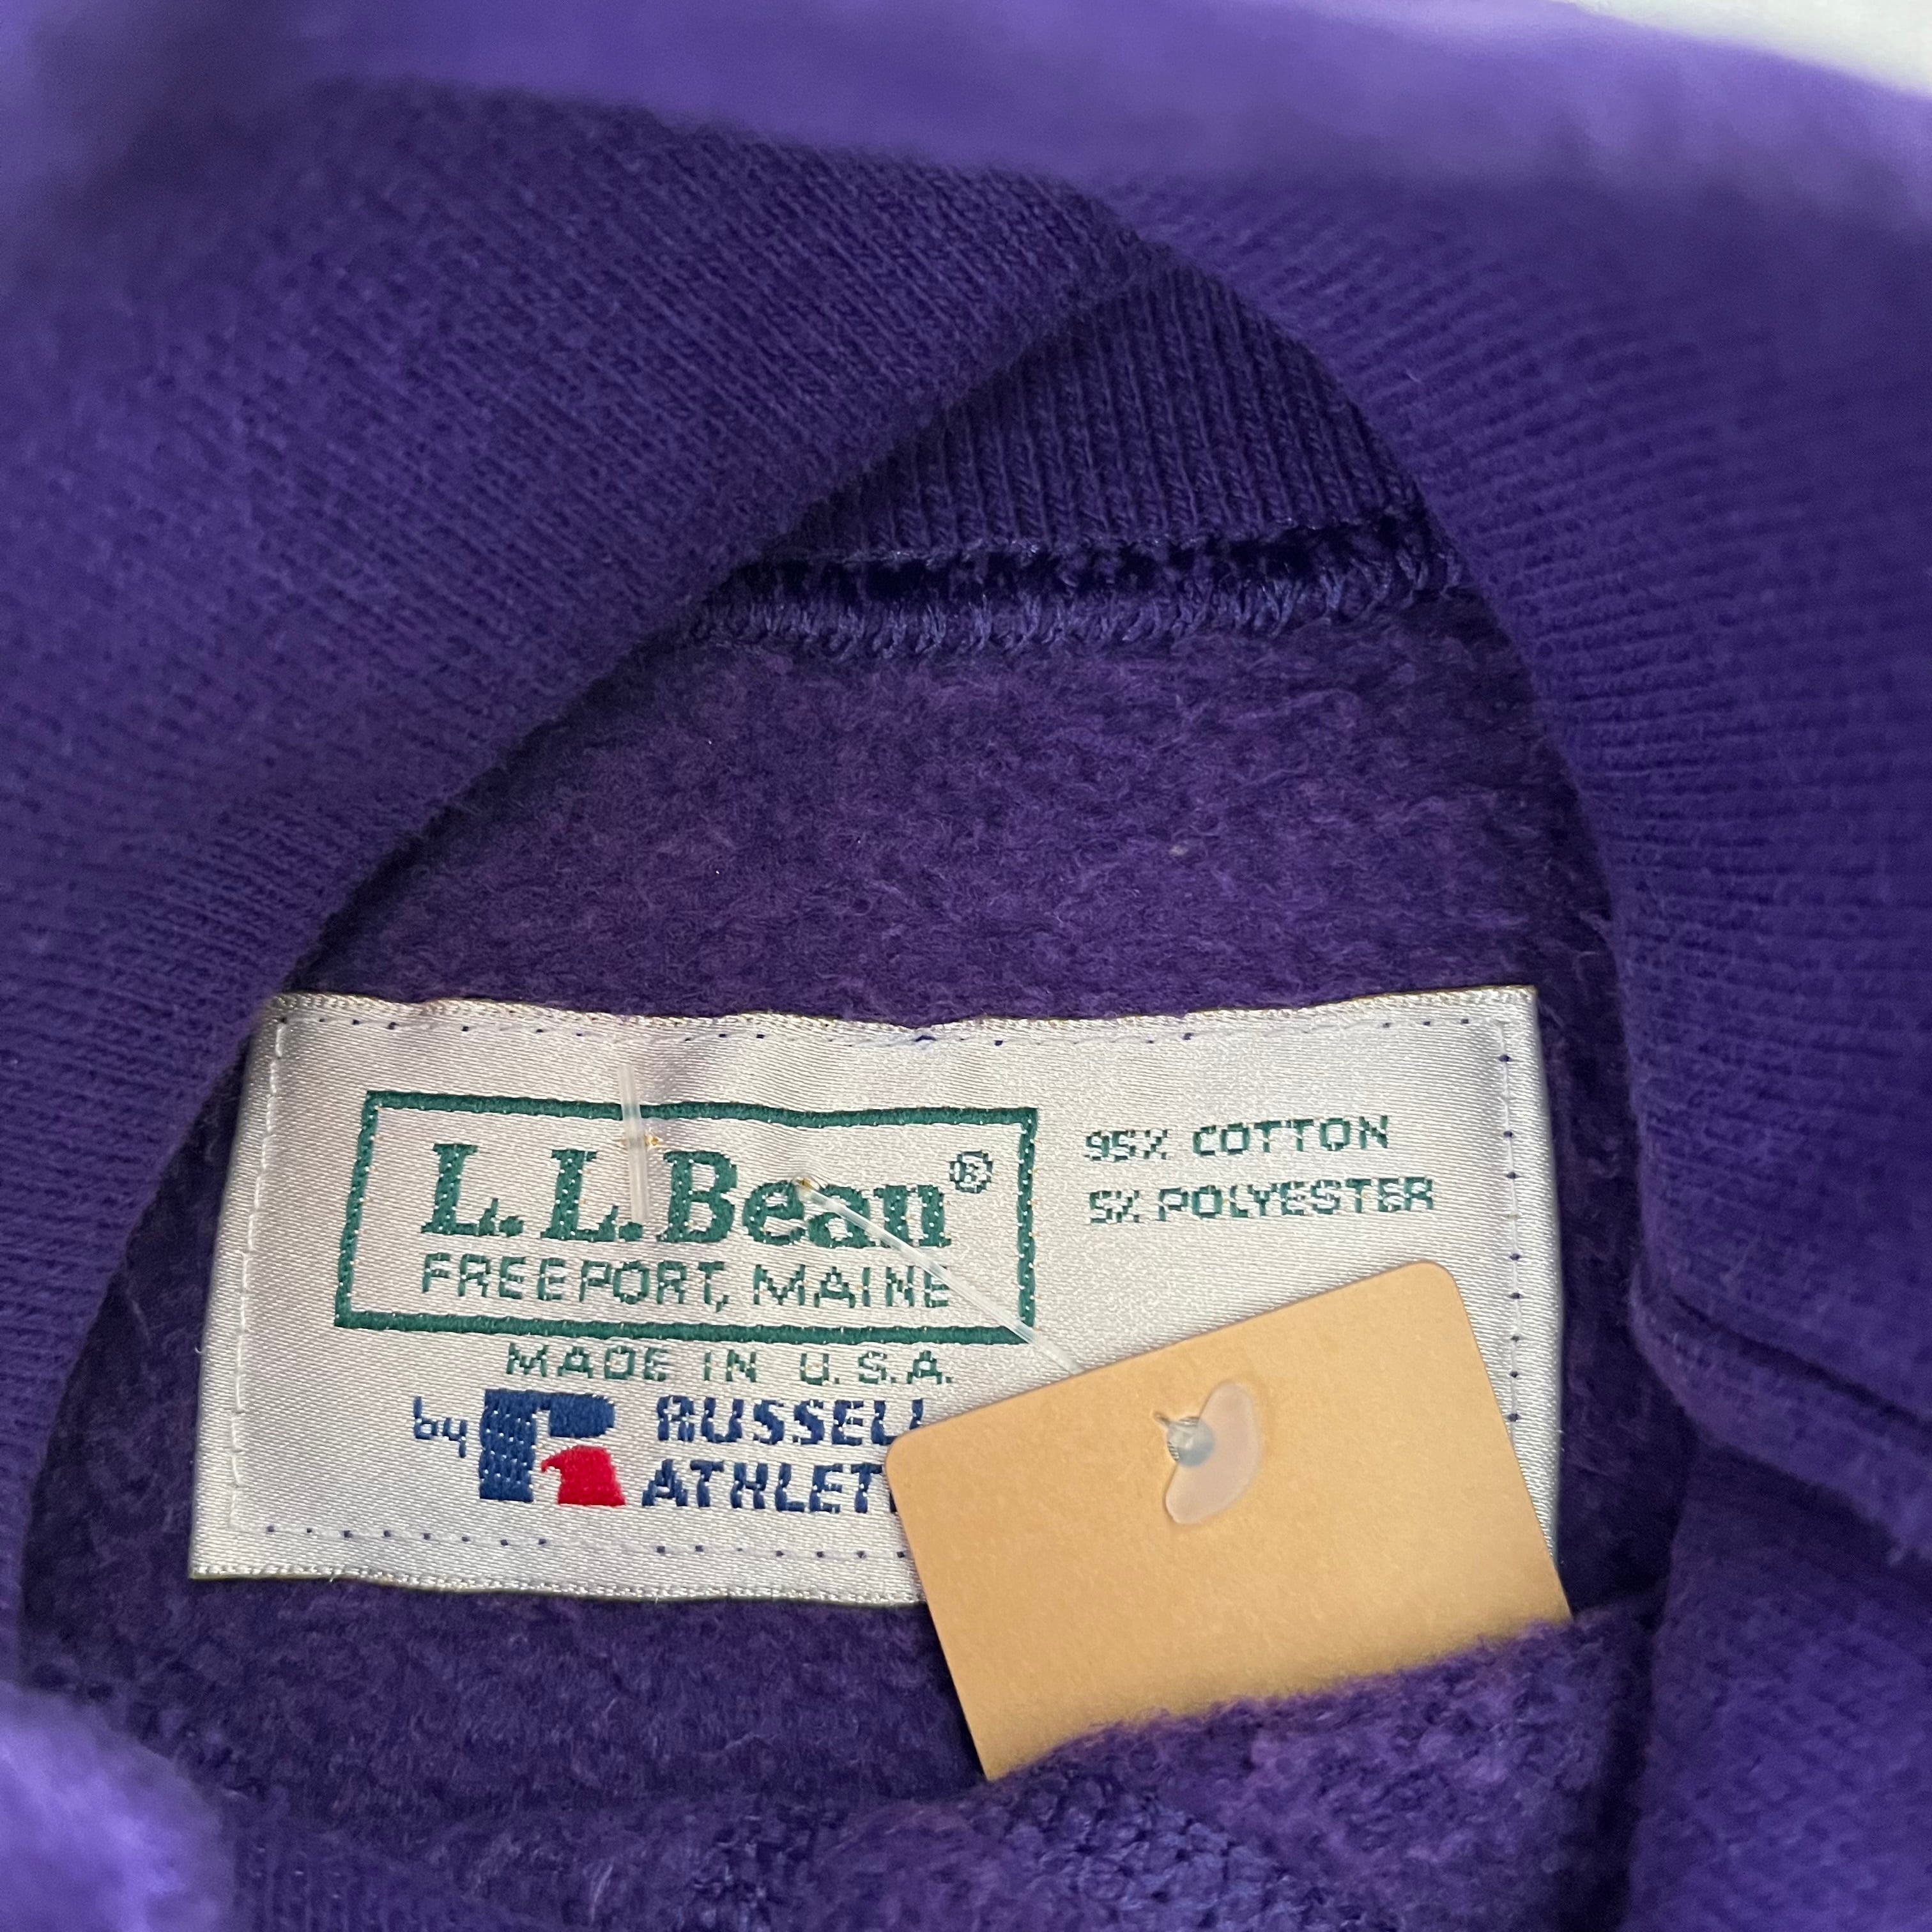 L.L.Bean®
FREEPORT, MAINE
95% COTTON
5% POLYESTER
MADE IN U.S.A.
by RUSSELL
ATHLET